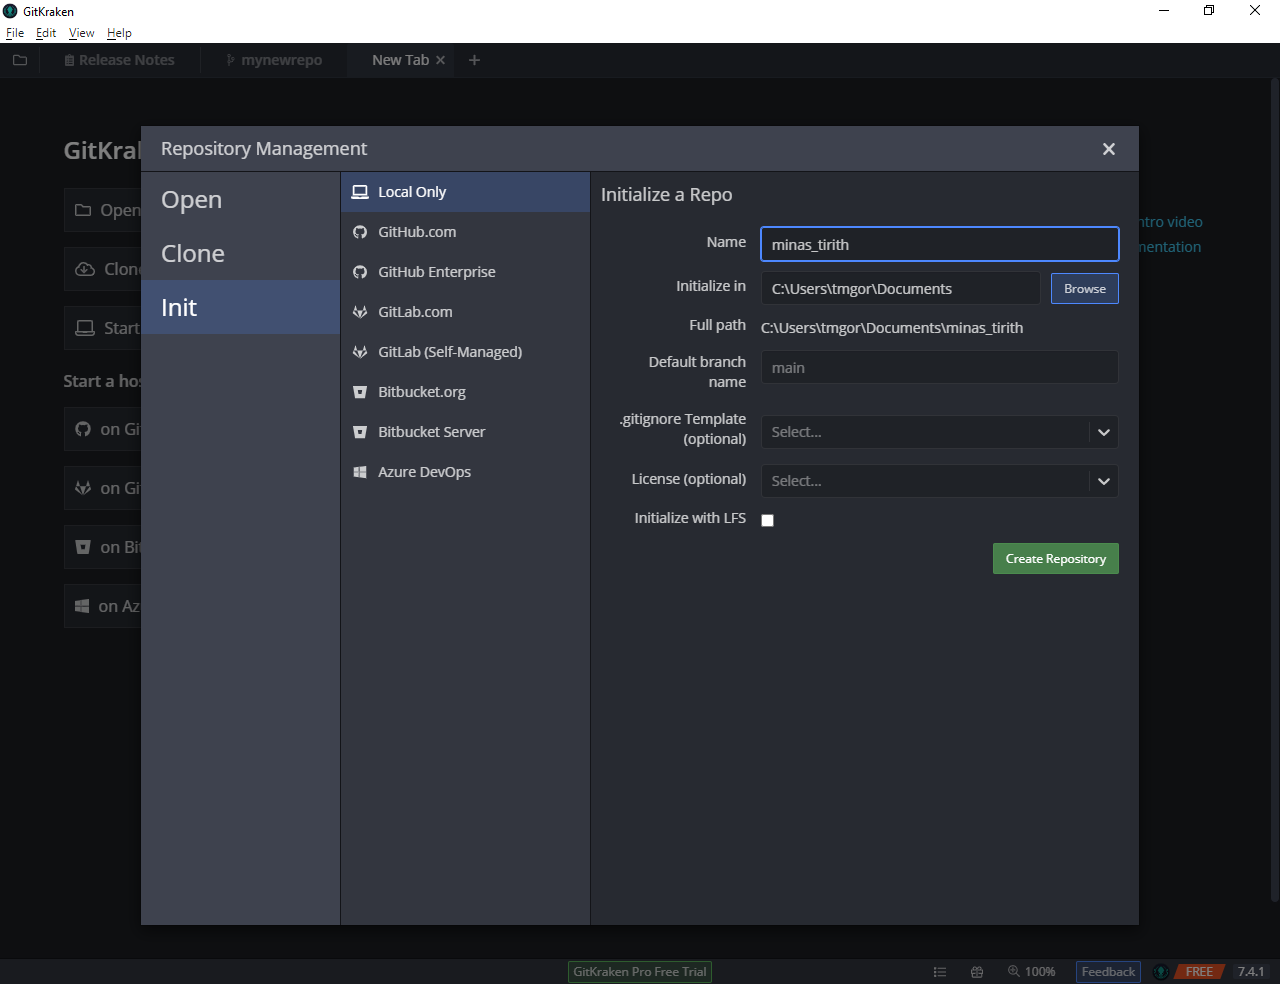 GitKraken
File Edit View Help
Release Notes
mynewrepo
New Tab
GitKra
Repository Management
Open
Clone
Start
Start a ho
on Gi
on Gi
on Bi
on Az
ntro video
mentation
Open
Clone
Init
Local Only
GitHub.com
GitHub Enterprise
GitLab.com
GitLab (Self-Managed)
Bitbucket.org
Bitbucket Server
Azure DevOps
Initialize a Repo
Name
minas_tirith
Initialize in
C:\Users\tmgor\Documents
Browse
Full path
C:\Users\tmgor\Documents\minas_tirith
Default branch
name
main
.gitignore Template
(optional)
Select...
License (optional)
Select...
Initialize with LFS
Create Repository
GitKraken Pro Free Trial
100%
Feedback
FREE
7.4.1